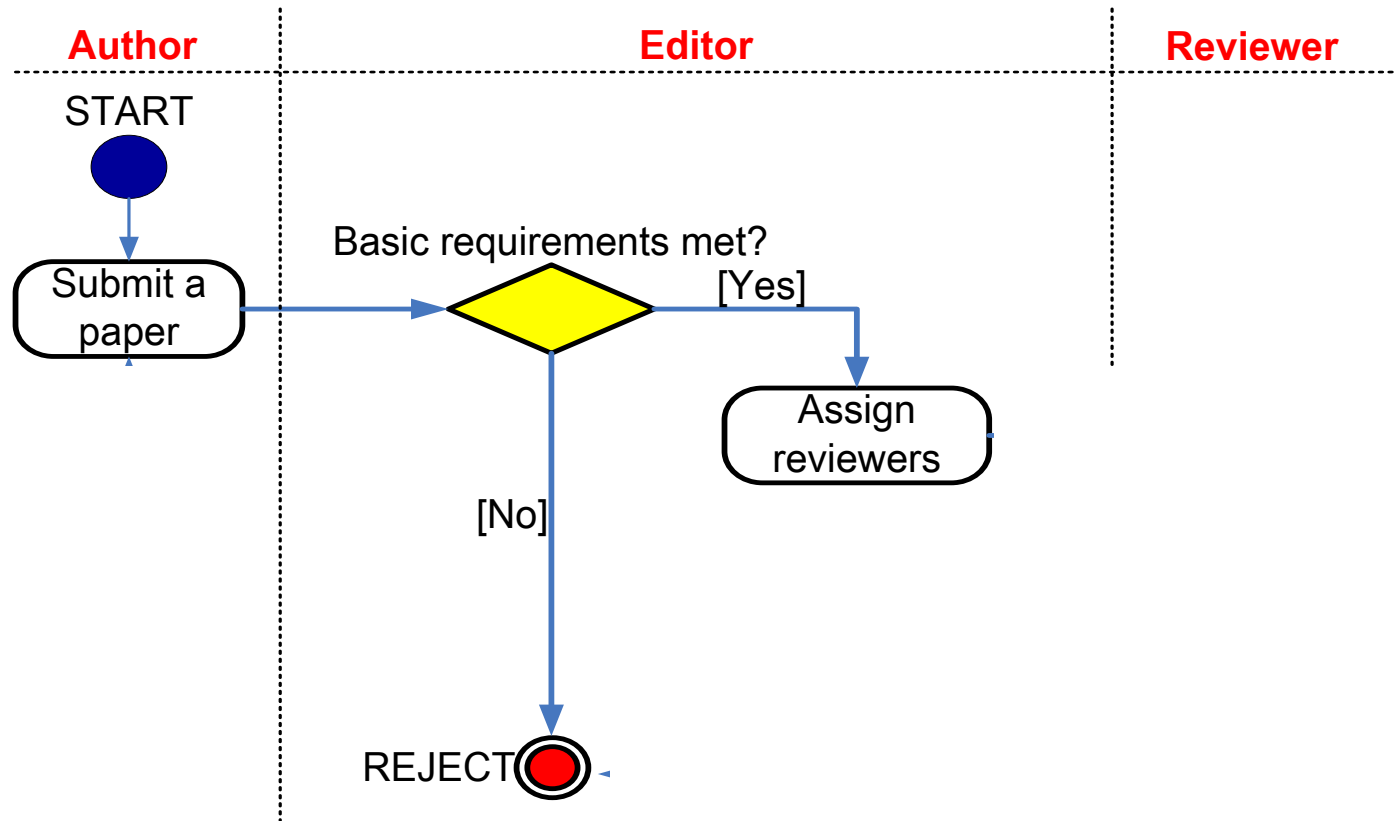 Author
Editor
Reviewer
START
Basic requirements met?
[Yes]
Submit a
paper
Assign
reviewers
[No]
REJECT